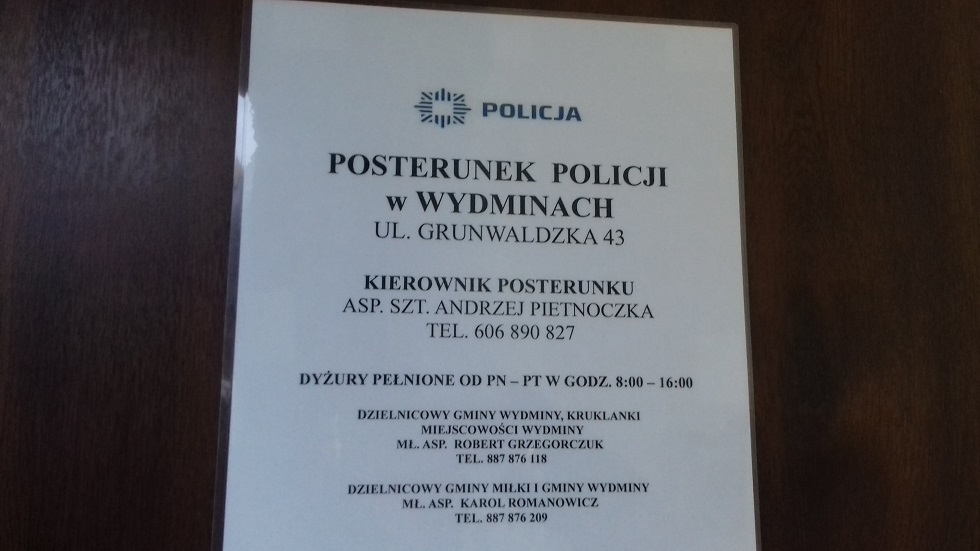 POLICJA
POSTERUNEK POLICJI
w WYDMINACH
UL. GRUNWALDZKA 43
KIEROWNIK POSTERUNKU
ASP. SZT. ANDRZEJ PIETNOCZKA
TEL. 606 890 827
DYŻURY PEŁNIONE OD PN – PT W GODZ. 8:00 – 16:00
DZIELNICOWY GMINY WYDMINY, KRUKLANKI
MIEJSCOWOŚCI WYDMINY
MŁ. ASP. ROBERT GRZEGORCZUK
TEL. 887 876 118
DZIELNICOWY GMINY MIŁKI I GMINY WYDMINY
MŁ. ASP. KAROL ROMANOWICZ
TEL. 887 876 209